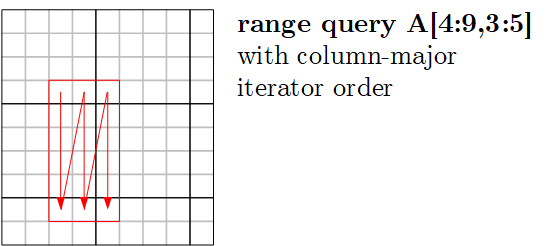 range query A[4:9,3:5]
with column-major
iterator order